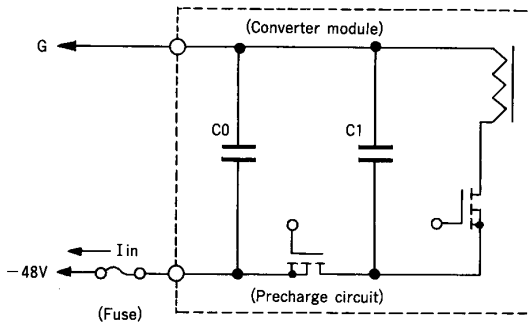 (Converter module)
G
C0
C1
Iin
−48V
(Fuse)
(Precharge circuit)